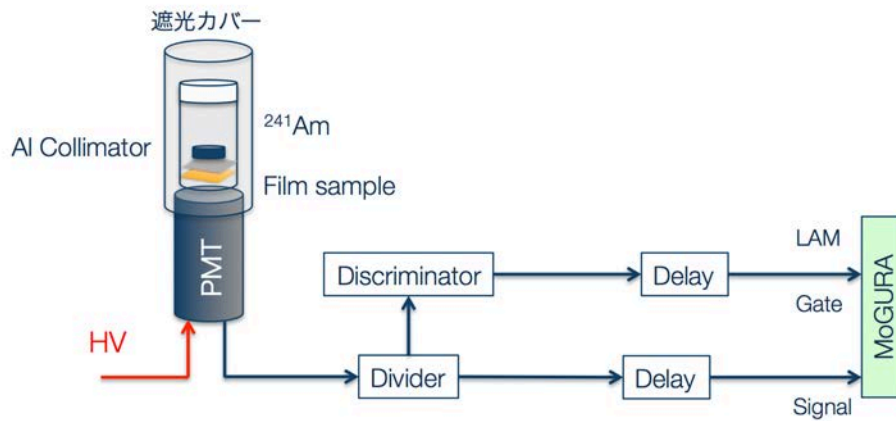 遮光カバー
²⁴¹Am
Al Collimator
Film sample
PMT
HV
Discriminator
Delay
LAM
Gate
MoGURA
Divider
Delay
Signal